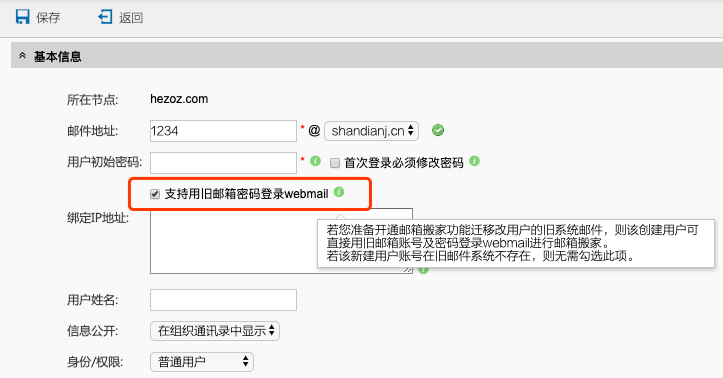 保存 返回
基本信息
所在节点: hezoz.com
邮件地址: 1234 * @ shandianj.cn
用户初始密码: * 首次登录必须修改密码
支持用旧邮箱密码登录webmail
绑定IP地址:
若您准备开通邮箱搬家功能迁移改用户的旧系统邮件，则该创建用户可
直接用旧邮箱账号及密码登录webmail进行邮箱搬家。
若该新建用户账号在旧邮件系统不存在，则无需勾选此项。
用户姓名:
信息公开: 在组织通讯录中显示
身份/权限: 普通用户